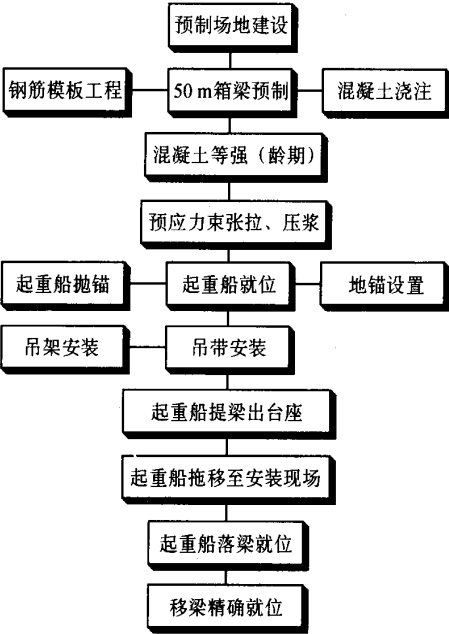 预制场地建设
钢筋模板工程
50 m箱梁预制
混凝土浇注
混凝土等强（龄期）
预应力束张拉、压浆
起重船抛锚
起重船就位
地锚设置
吊架安装
吊带安装
起重船提梁出台座
起重船拖移至安装现场
起重船落梁就位
移梁精确就位